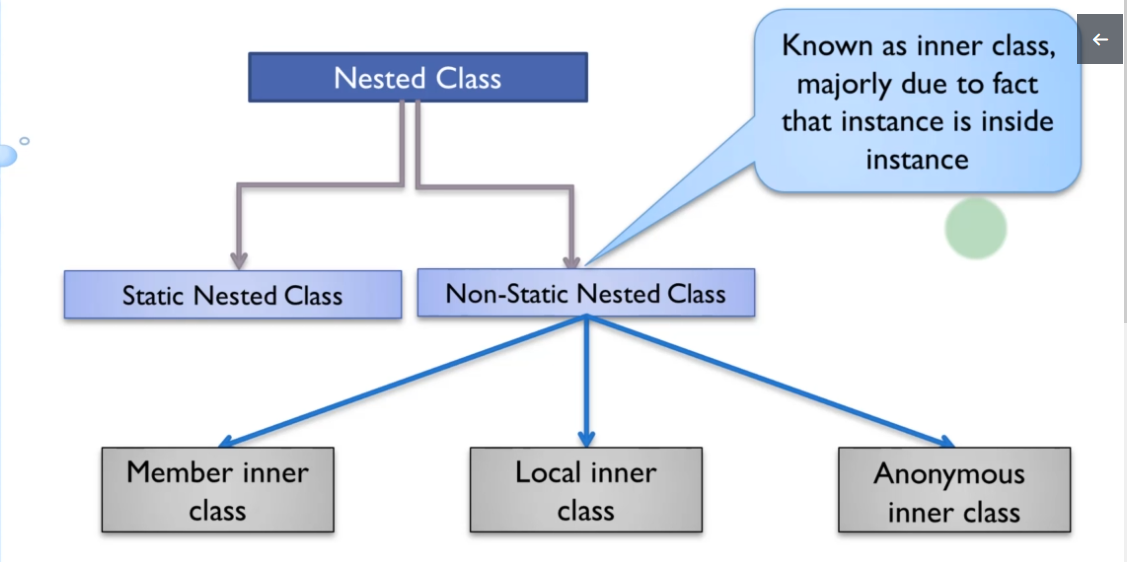 Nested Class
Known as inner class,
majorly due to fact
that instance is inside
instance
Static Nested Class
Non-Static Nested Class
Member inner
class
Local inner
class
Anonymous
inner class